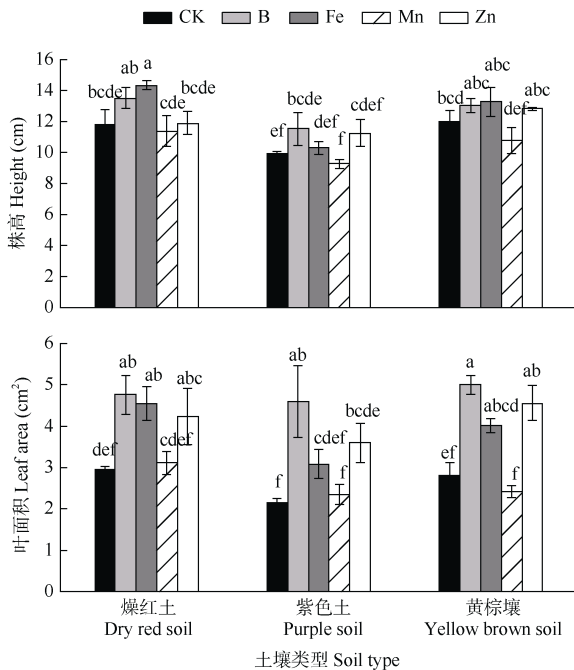 CK B Fe Mn Zn
株高 Height (cm)
16
14
12
10
8
6
4
2
0
bcde ab a cde bcde
ef bcde def f cdef
bcd abc abc def abc
叶面积 Leaf area (cm²)
6
5
4
3
2
1
0
def ab ab cdef abc
f ab cdef f bcde
ef a abcd f ab
燥红土 紫色土 黄棕壤
Dry red soil Purple soil Yellow brown soil
土壤类型 Soil type